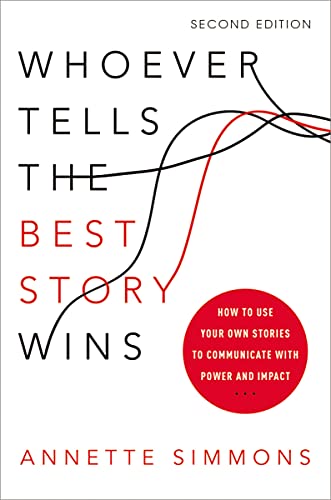 SECOND EDITION
WHOEVER
TELLS
THE
BEST
STORY
WINS
HOW TO USE
YOUR OWN STORIES
TO COMMUNICATE WITH
POWER AND IMPACT
...
ANNETTE SIMMONS